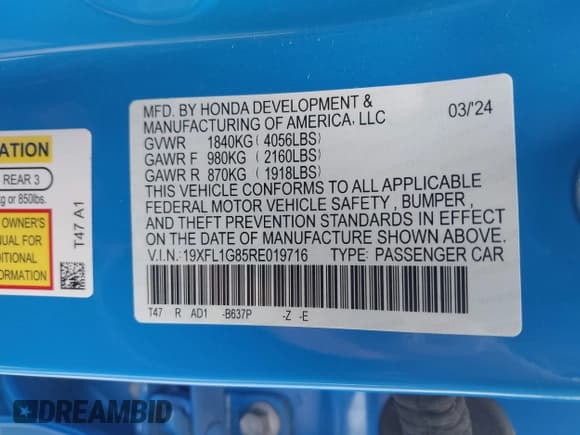 MFD. BY HONDA DEVELOPMENT &
MANUFACTURING OF AMERICA, LLC
03/'24
GVWR 1840KG ( 4056LBS)
GAWR F 980KG ( 2160LBS)
GAWR R 870KG ( 1918LBS)
THIS VEHICLE CONFORMS TO ALL APPLICABLE
FEDERAL MOTOR VEHICLE SAFETY , BUMPER ,
AND THEFT PREVENTION STANDARDS IN EFFECT
ON THE DATE OF MANUFACTURE SHOWN ABOVE.
V.I.N.: 19XFL1G85RE019716 TYPE: PASSENGER CAR
T47 R AD1 -B637P -Z -E
ATION
REAR 3
kg or 850lbs.
OWNER'S
UAL FOR
DITIONAL
ORMATION
T47 A1
DREAMBID